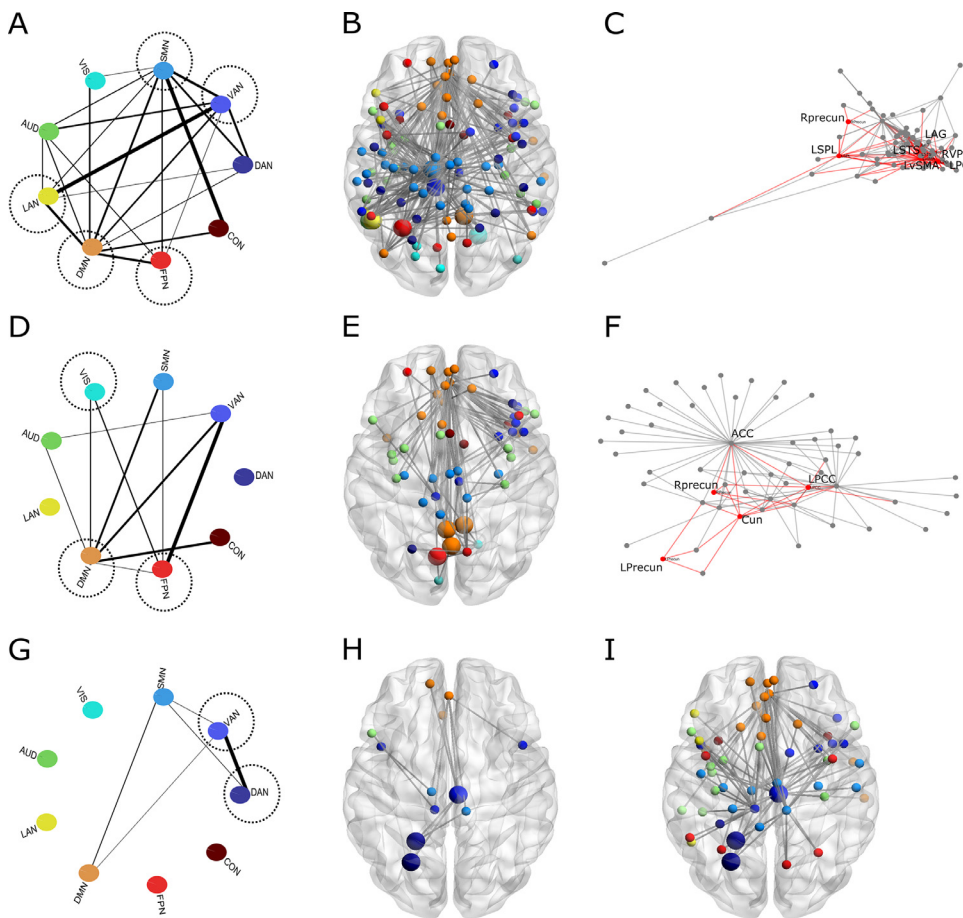 A
B
C
SMN
VIS
VAN
AUD
DAN
LAN
CON
DMN
FPN
Rprecun
LAG
LSPL
LSTS
RVP
LvSMA
D
E
F
SMN
VIS
VAN
AUD
DAN
LAN
CON
DMN
FPN
ACC
Rprecun
LPCC
Cun
LPrecun
G
H
I
SMN
VIS
VAN
AUD
DAN
LAN
CON
DMN
FPN